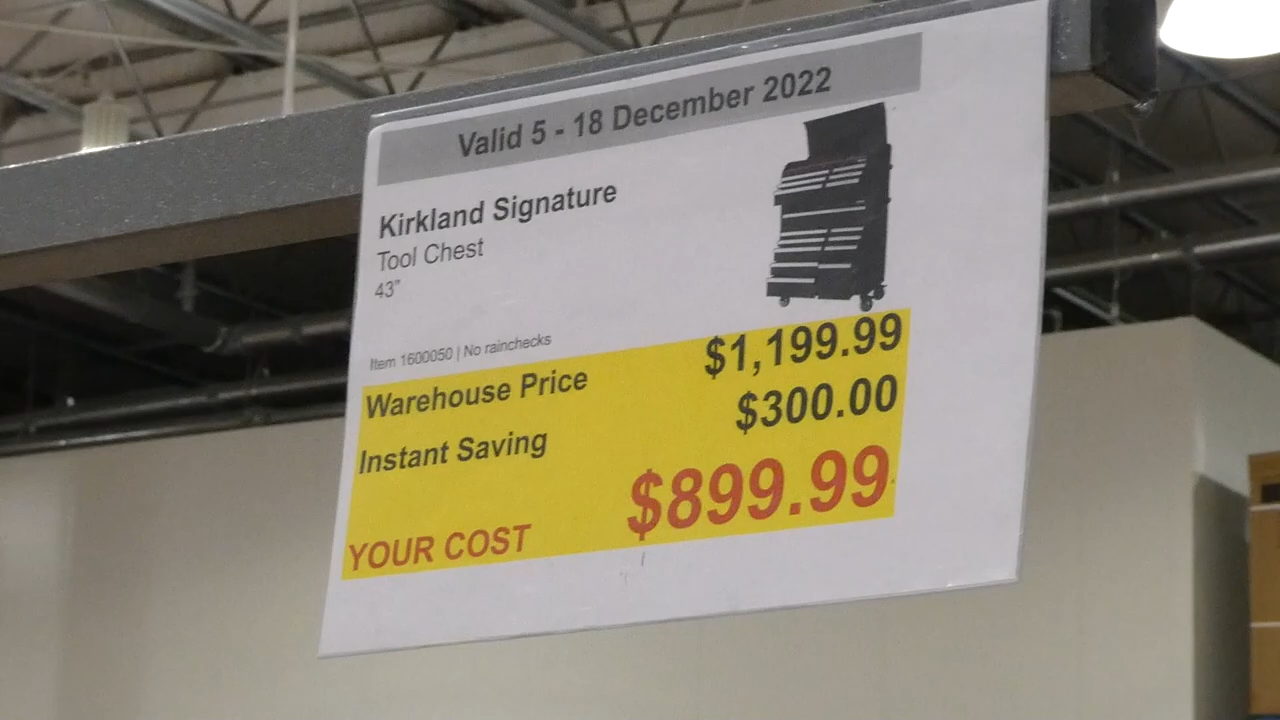 Valid 5 - 18 December 2022
Kirkland Signature
Tool Chest
43"
Item 1600050 | No rainchecks
Warehouse Price $1,199.99
Instant Saving $300.00
YOUR COST $899.99